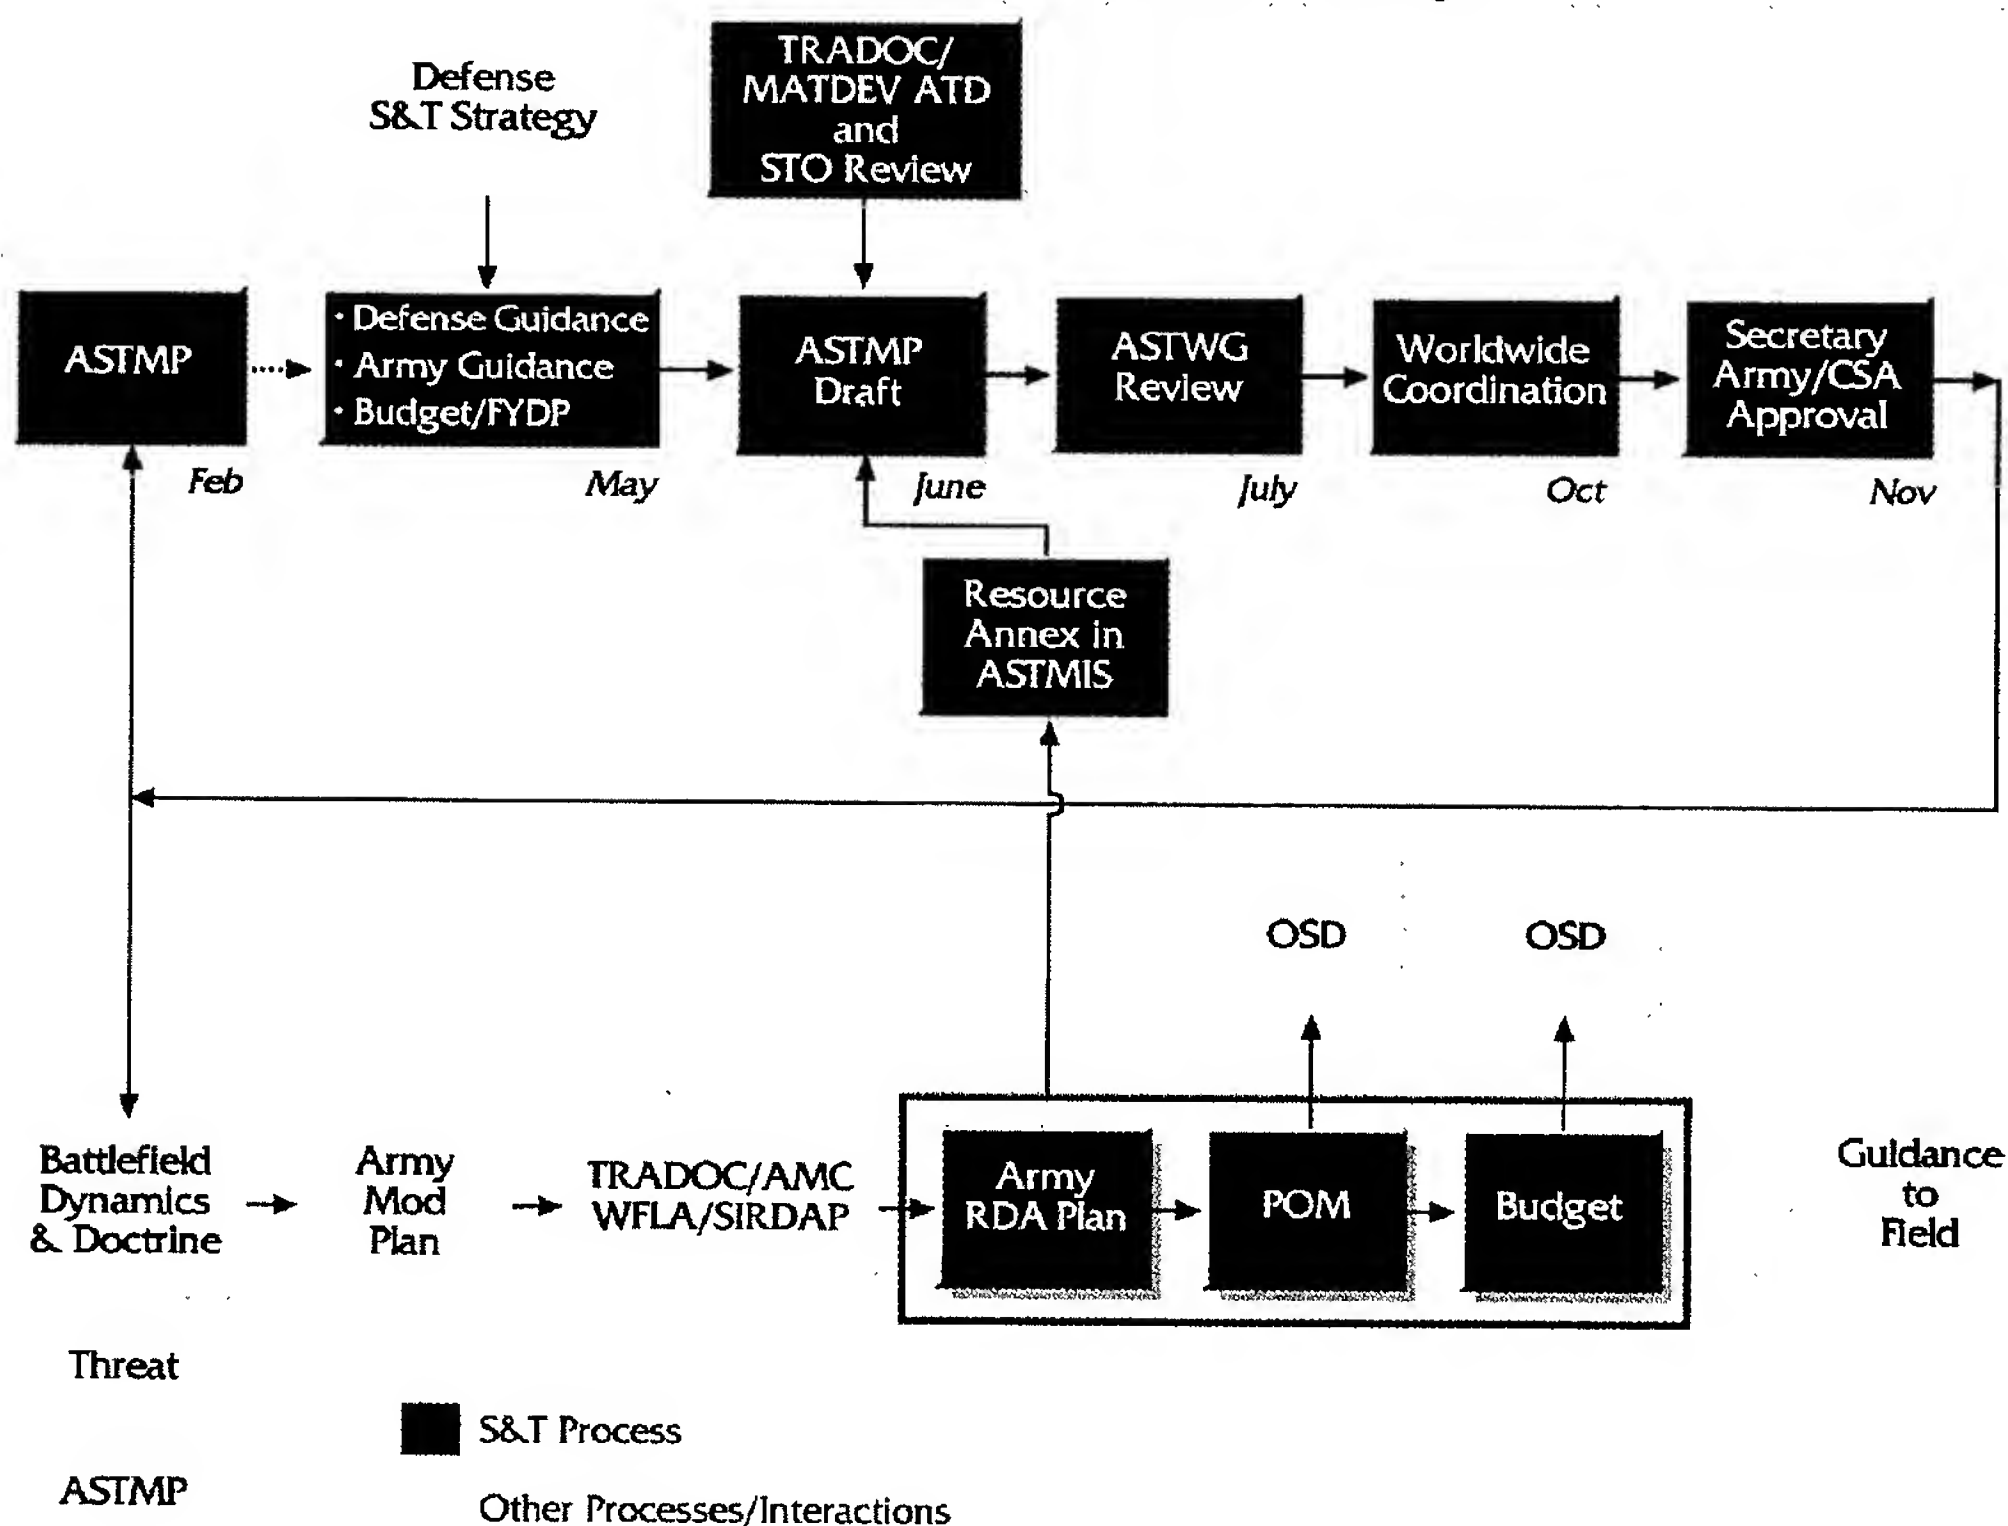 Defense
S&T Strategy
TRADOC/
MATDEV ATD
and
STO Review
ASTMP
• Defense Guidance
• Army Guidance
• Budget/FYDP
ASTMP
Draft
ASTWG
Review
Worldwide
Coordination
Secretary
Army/CSA
Approval
Feb
May
June
July
Oct
Nov
Resource
Annex in
ASTMIS
OSD
OSD
Battlefield
Dynamics
& Doctrine
Army
Mod
Plan
TRADOC/AMC
WFLA/SIRDAP
Army
RDA Plan
POM
Budget
Guidance
to
Field
Threat
S&T Process
ASTMP
Other Processes/Interactions